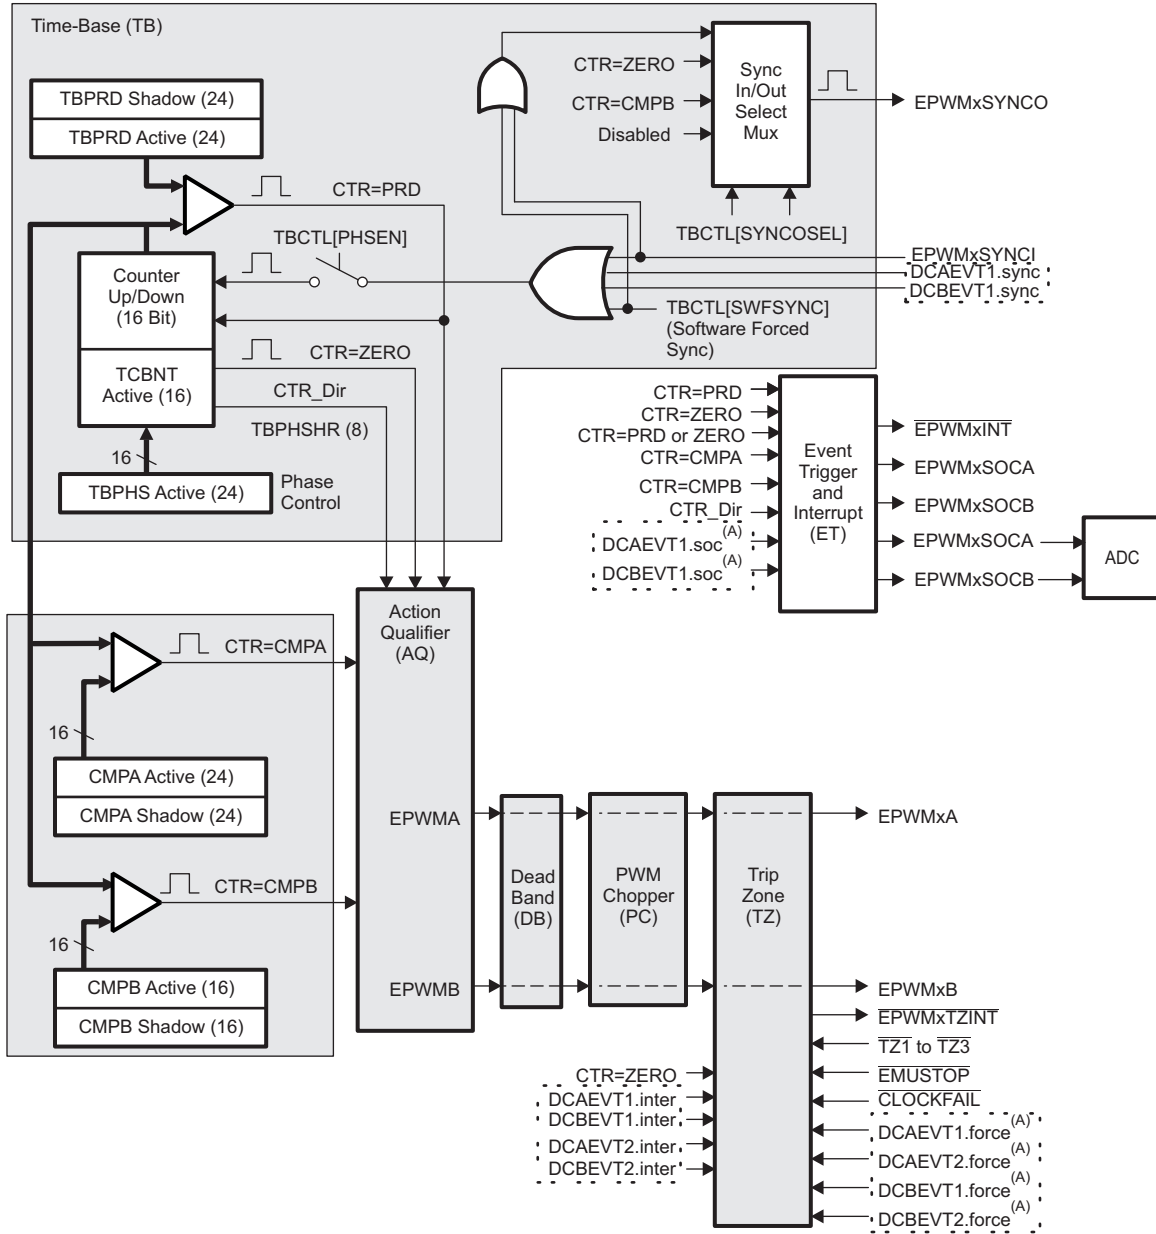 Time-Base (TB)
TBPRD Shadow (24)
TBPRD Active (24)
CTR=PRD
TBCTL[PHSEN]
Counter
Up/Down
(16 Bit)
TCBNT
Active (16)
CTR=ZERO
CTR_Dir
TBPHSHR (8)
16
TBPHS Active (24)
Phase
Control
CTR=ZERO
CTR=CMPB
Disabled
Sync
In/Out
Select
Mux
TBCTL[SYNCOSEL]
EPWMxSYNCO
EPWMxSYNCI
DCAEVT1.sync
DCBEVT1.sync
TBCTL[SWFSYNC]
(Software Forced
Sync)
CTR=PRD
CTR=ZERO
CTR=PRD or ZERO
CTR=CMPA
CTR=CMPB
CTR_Dir
DCAEVT1.soc(A)
DCBEVT1.soc(A)
Event
Trigger
and
Interrupt
(ET)
EPWMxINT
EPWMxSOCA
EPWMxSOCB
EPWMxSOCA
EPWMxSOCB
ADC
Action
Qualifier
(AQ)
CTR=CMPA
16
CMPA Active (24)
CMPA Shadow (24)
CTR=CMPB
16
CMPB Active (16)
CMPB Shadow (16)
EPWMA
EPWMB
Dead
Band
(DB)
PWM
Chopper
(PC)
Trip
Zone
(TZ)
EPWMxA
EPWMxB
EPWMxTZINT
TZ1 to TZ3
EMUSTOP
CLOCKFAIL
DCAEVT1.force(A)
DCAEVT2.force(A)
DCBEVT1.force(A)
DCBEVT2.force(A)
CTR=ZERO
DCAEVT1.inter
DCBEVT1.inter
DCAEVT2.inter
DCBEVT2.inter